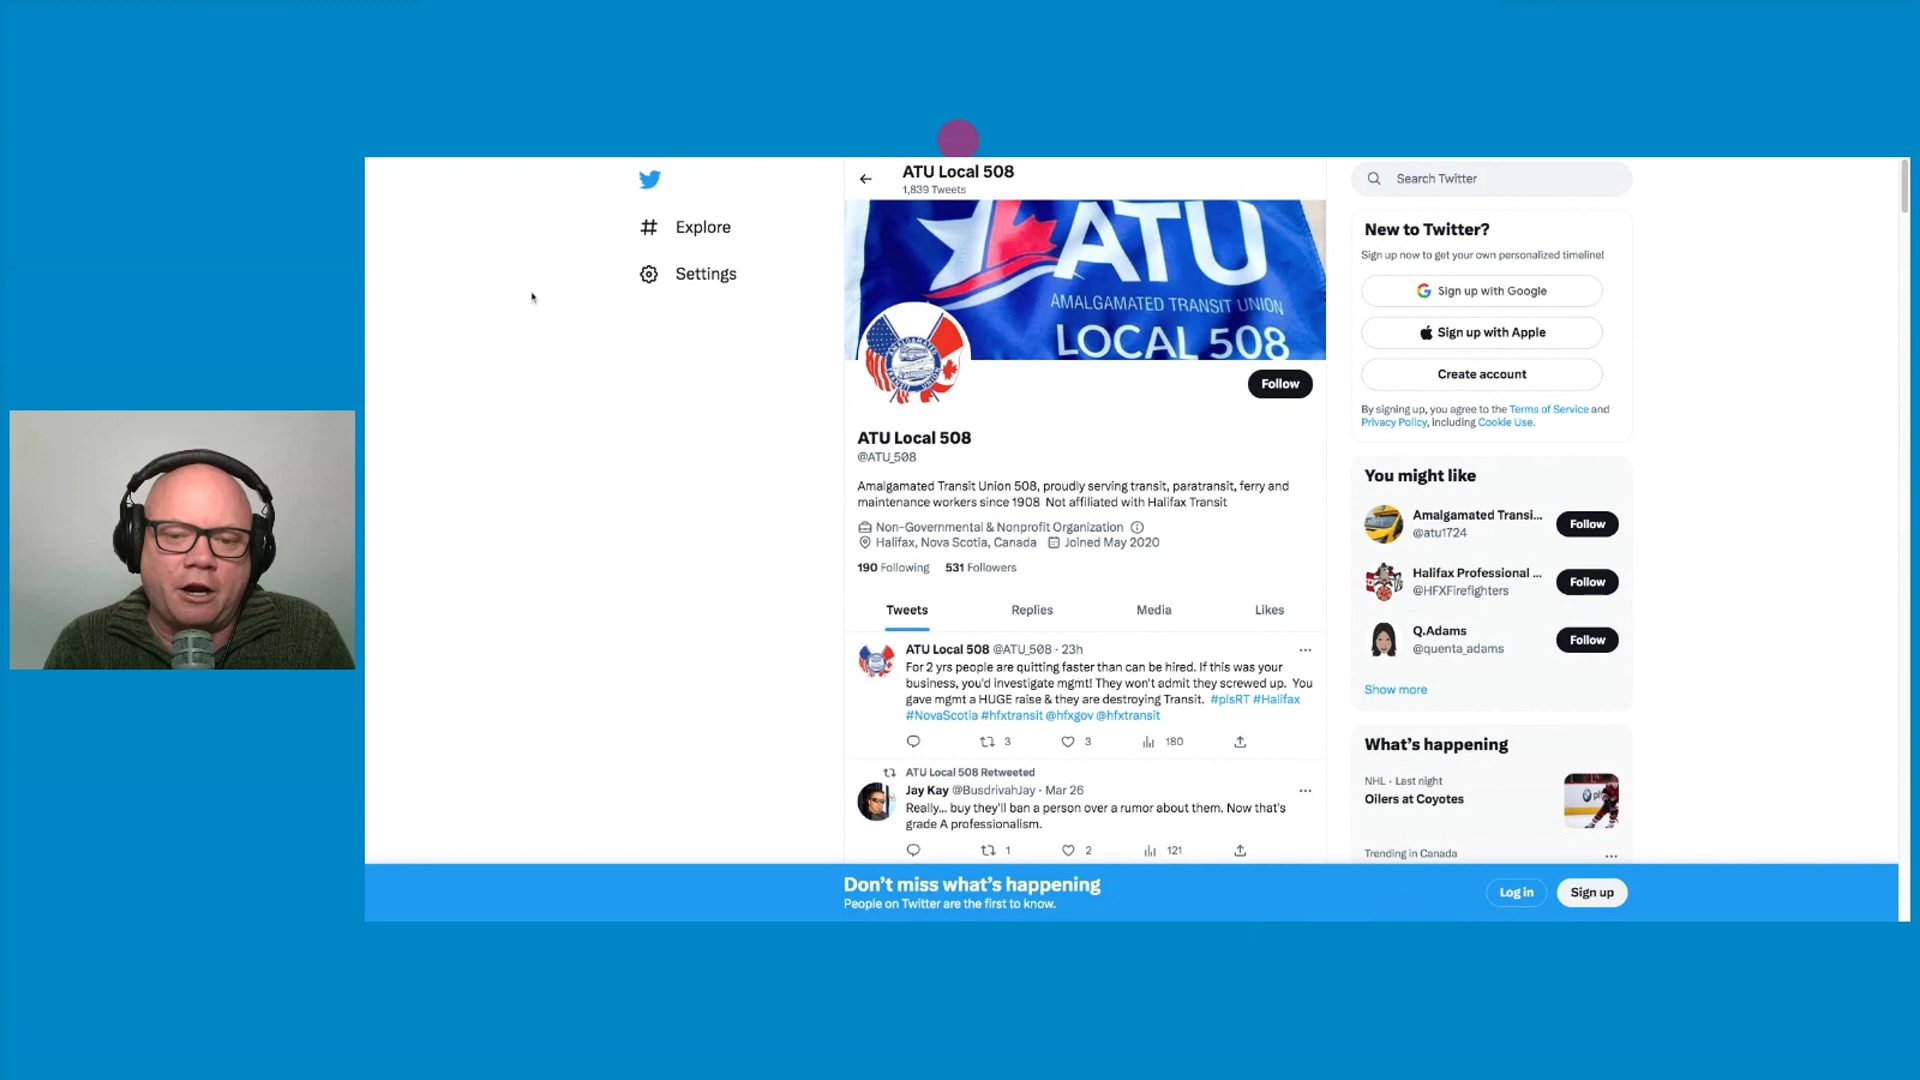 ATU Local 508
1,839 Tweets
Explore
Settings
ATU
AMALGAMATED TRANSIT UNION
LOCAL 508
AMALGAMATED
TRANSIT UNION
Follow
ATU Local 508
@ATU_508
Amalgamated Transit Union 508, proudly serving transit, paratransit, ferry and
maintenance workers since 1908 Not affiliated with Halifax Transit
Non-Governmental & Nonprofit Organization
Halifax, Nova Scotia, Canada Joined May 2020
190 Following 531 Followers
Tweets Replies Media Likes
ATU Local 508 @ATU_508 · 23h
For 2 yrs people are quitting faster than can be hired. If this was your
business, you'd investigate mgmt! They won't admit they screwed up. You
gave mgmt a HUGE raise & they are destroying Transit. #plsRT #Halifax
#NovaScotia #hfxtransit @hfxgov @hfxtransit
3 3 180
ATU Local 508 Retweeted
Jay Kay @BusdrivahJay · Mar 26
Really... buy they'll ban a person over a rumor about them. Now that's
grade A professionalism.
1 2 121
Search Twitter
New to Twitter?
Sign up now to get your own personalized timeline!
Sign up with Google
Sign up with Apple
Create account
By signing up, you agree to the Terms of Service and
Privacy Policy, including Cookie Use.
You might like
Amalgamated Transi...
@atu1724
Follow
Halifax Professional ...
@HFXFirefighters
Follow
Q.Adams
@quenta_adams
Follow
Show more
What's happening
NHL · Last night
Oilers at Coyotes
Trending in Canada
Don't miss what's happening
People on Twitter are the first to know.
Log in
Sign up